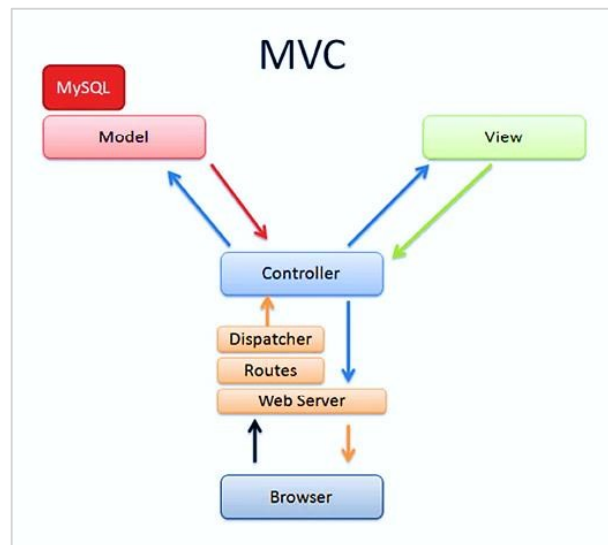 MVC
MySQL
Model
View
Controller
Dispatcher
Routes
Web Server
Browser